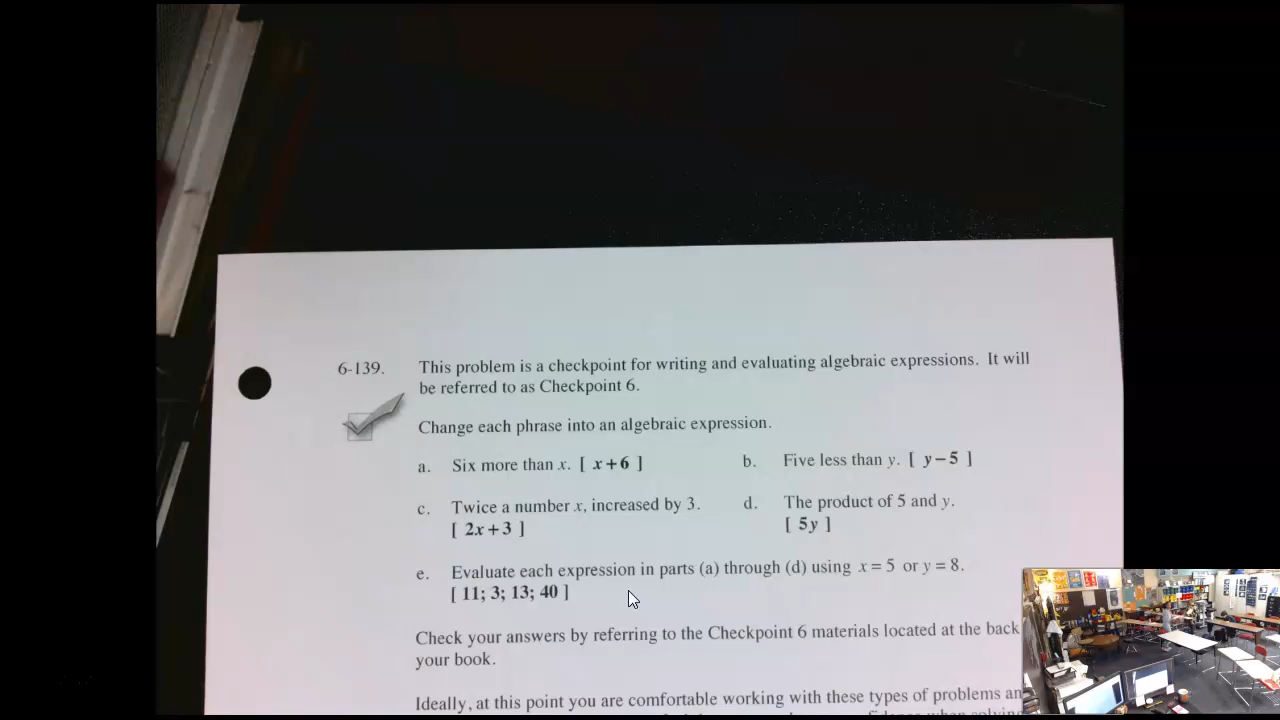 6-139. This problem is a checkpoint for writing and evaluating algebraic expressions. It will
be referred to as Checkpoint 6.
Change each phrase into an algebraic expression.
a. Six more than x. [ x+6 ] b. Five less than y. [ y−5 ]
c. Twice a number x, increased by 3. d. The product of 5 and y.
[ 2x+3 ] [ 5y ]
e. Evaluate each expression in parts (a) through (d) using x = 5 or y = 8.
[ 11; 3; 13; 40 ]
Check your answers by referring to the Checkpoint 6 materials located at the back
your book.
Ideally, at this point you are comfortable working with these types of problems an